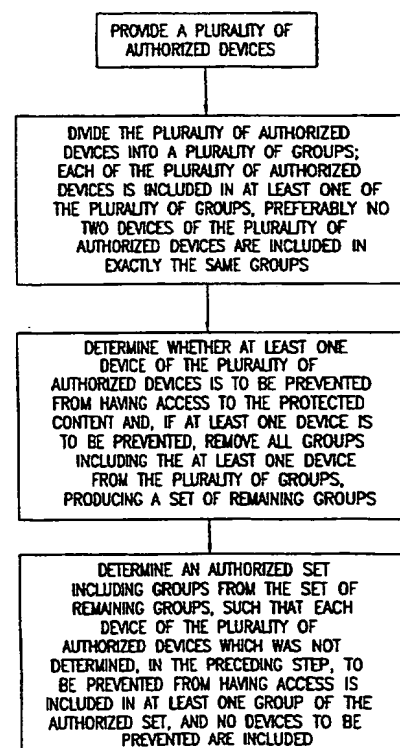 PROVIDE A PLURALITY OF
AUTHORIZED DEVICES
DIVIDE THE PLURALITY OF AUTHORIZED
DEVICES INTO A PLURALITY OF GROUPS;
EACH OF THE PLURALITY OF AUTHORIZED
DEVICES IS INCLUDED IN AT LEAST ONE OF
THE PLURALITY OF GROUPS, PREFERABLY NO
TWO DEVICES OF THE PLURALITY OF
AUTHORIZED DEVICES ARE INCLUDED IN
EXACTLY THE SAME GROUPS
DETERMINE WHETHER AT LEAST ONE
DEVICE OF THE PLURALITY OF
AUTHORIZED DEVICES IS TO BE PREVENTED
FROM HAVING ACCESS TO THE PROTECTED
CONTENT AND, IF AT LEAST ONE DEVICE IS
TO BE PREVENTED, REMOVE ALL GROUPS
INCLUDING THE AT LEAST ONE DEVICE
FROM THE PLURALITY OF GROUPS,
PRODUCING A SET OF REMAINING GROUPS
DETERMINE AN AUTHORIZED SET
INCLUDING GROUPS FROM THE SET OF
REMAINING GROUPS, SUCH THAT EACH
DEVICE OF THE PLURALITY OF
AUTHORIZED DEVICES WHICH WAS NOT
DETERMINED, IN THE PRECEDING STEP, TO
BE PREVENTED FROM HAVING ACCESS IS
INCLUDED IN AT LEAST ONE GROUP OF THE
AUTHORIZED SET, AND NO DEVICES TO BE
PREVENTED ARE INCLUDED